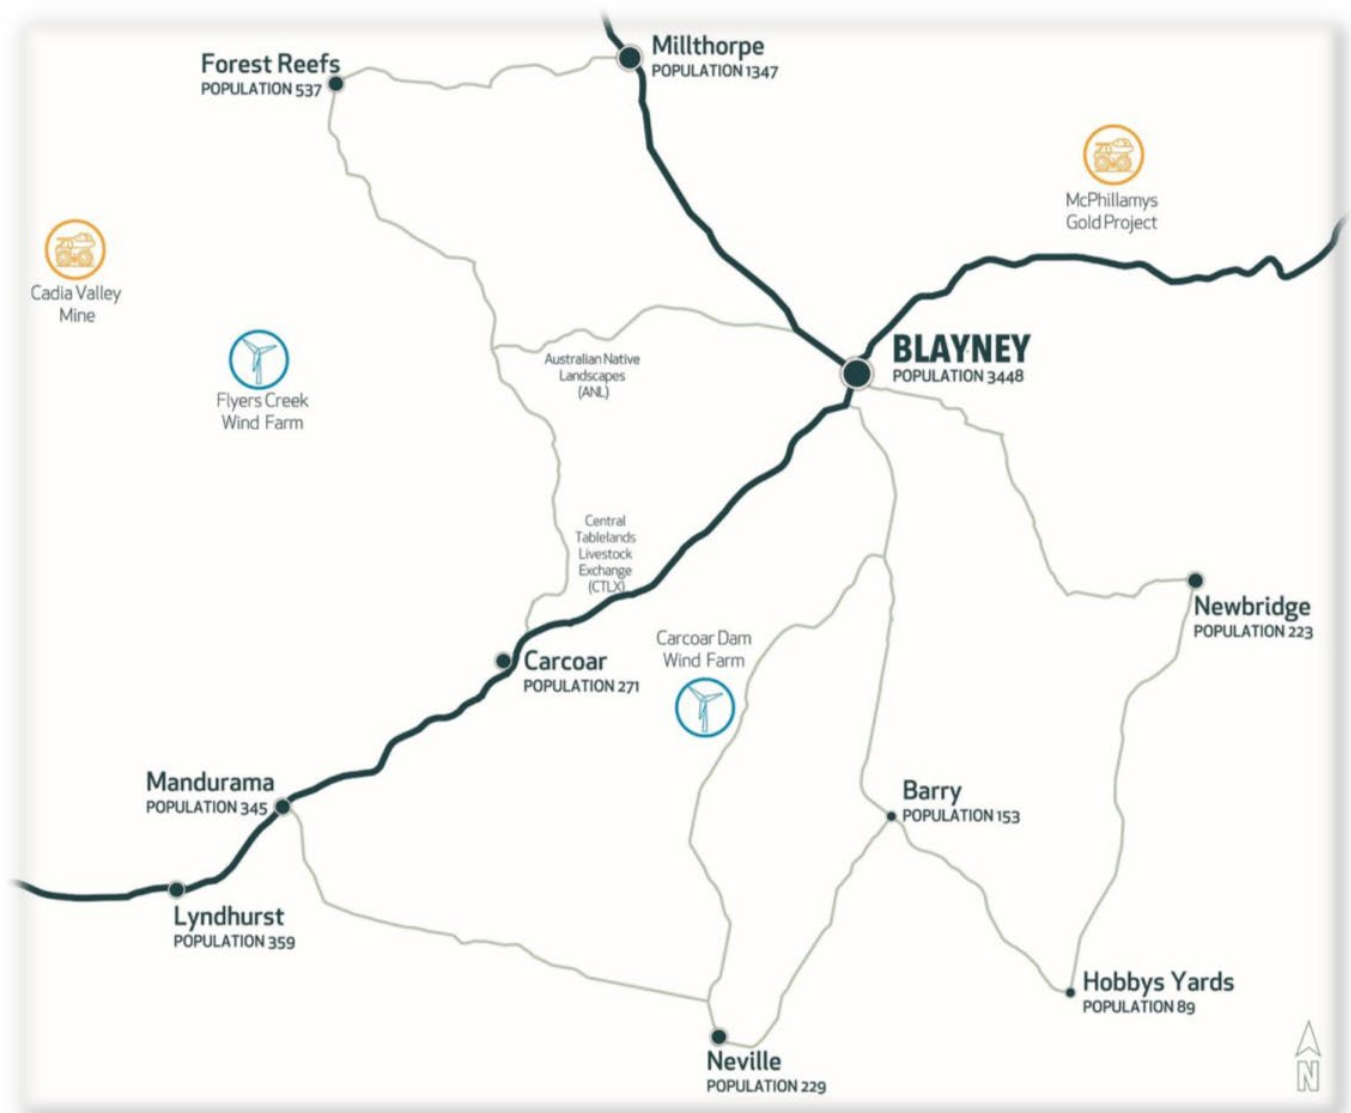 Millthorpe
POPULATION 1347
Forest Reefs
POPULATION 537
McPhillamys
Gold Project
Cadia Valley
Mine
BLAYNEY
POPULATION 3448
Australian Native
Landscapes
(ANL)
Flyers Creek
Wind Farm
Central
Tablelands
Livestock
Exchange
(CTLX)
Newbridge
POPULATION 223
Carcoar Dam
Wind Farm
Carcoar
POPULATION 271
Mandurama
POPULATION 345
Barry
POPULATION 153
Lyndhurst
POPULATION 359
Hobbys Yards
POPULATION 89
Neville
POPULATION 229
N